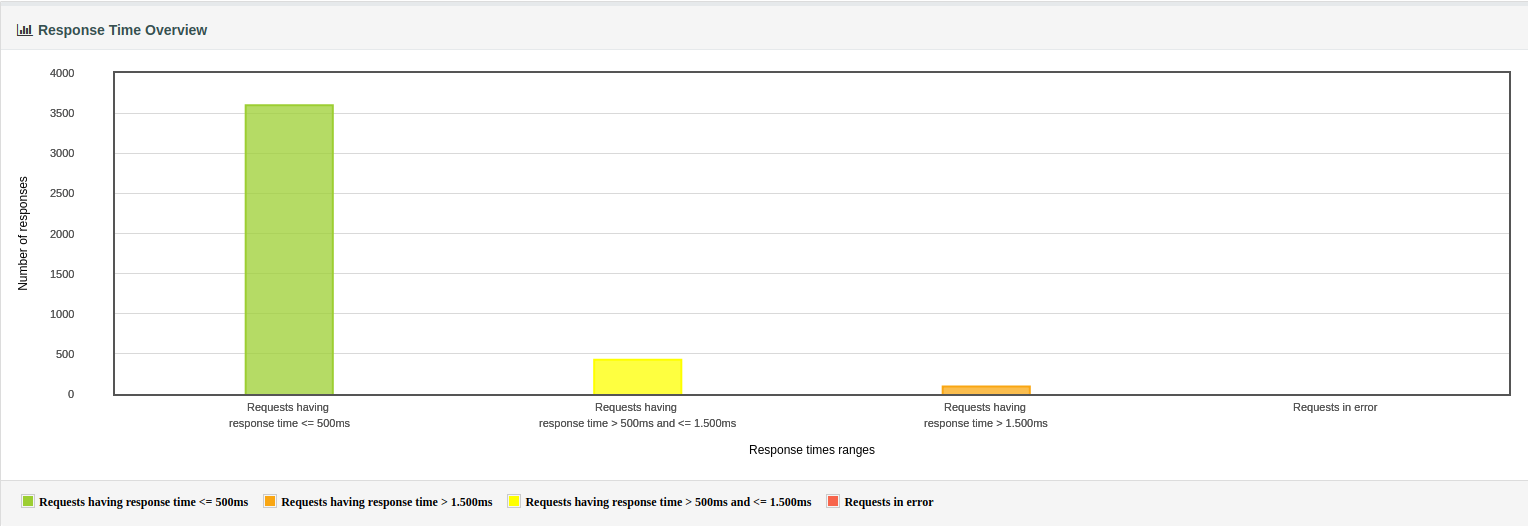 Response Time Overview
4000
3500
3000
2500
2000
1500
1000
500
0
Number of responses
Requests having
response time <= 500ms
Requests having
response time > 500ms and <= 1.500ms
Requests having
response time > 1.500ms
Requests in error
Response times ranges
Requests having response time <= 500ms
Requests having response time > 1.500ms
Requests having response time > 500ms and <= 1.500ms
Requests in error